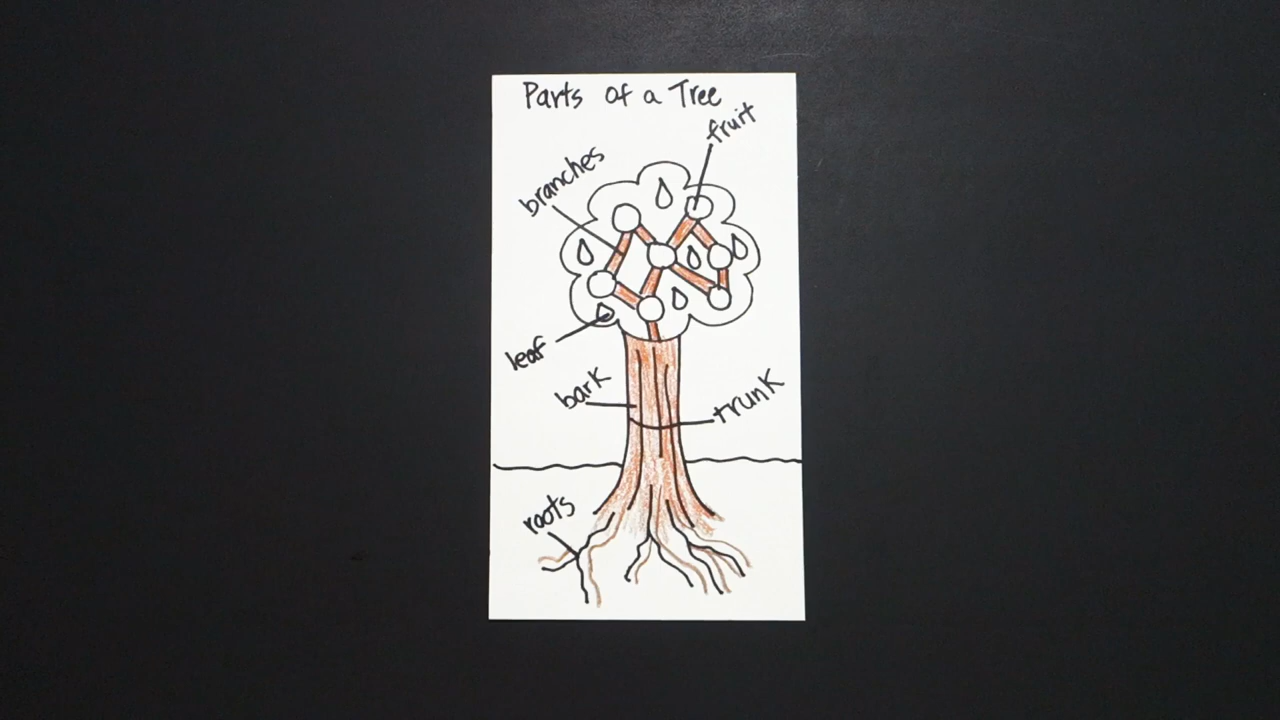 Parts of a Tree
fruit
branches
leaf
bark
trunk
roots